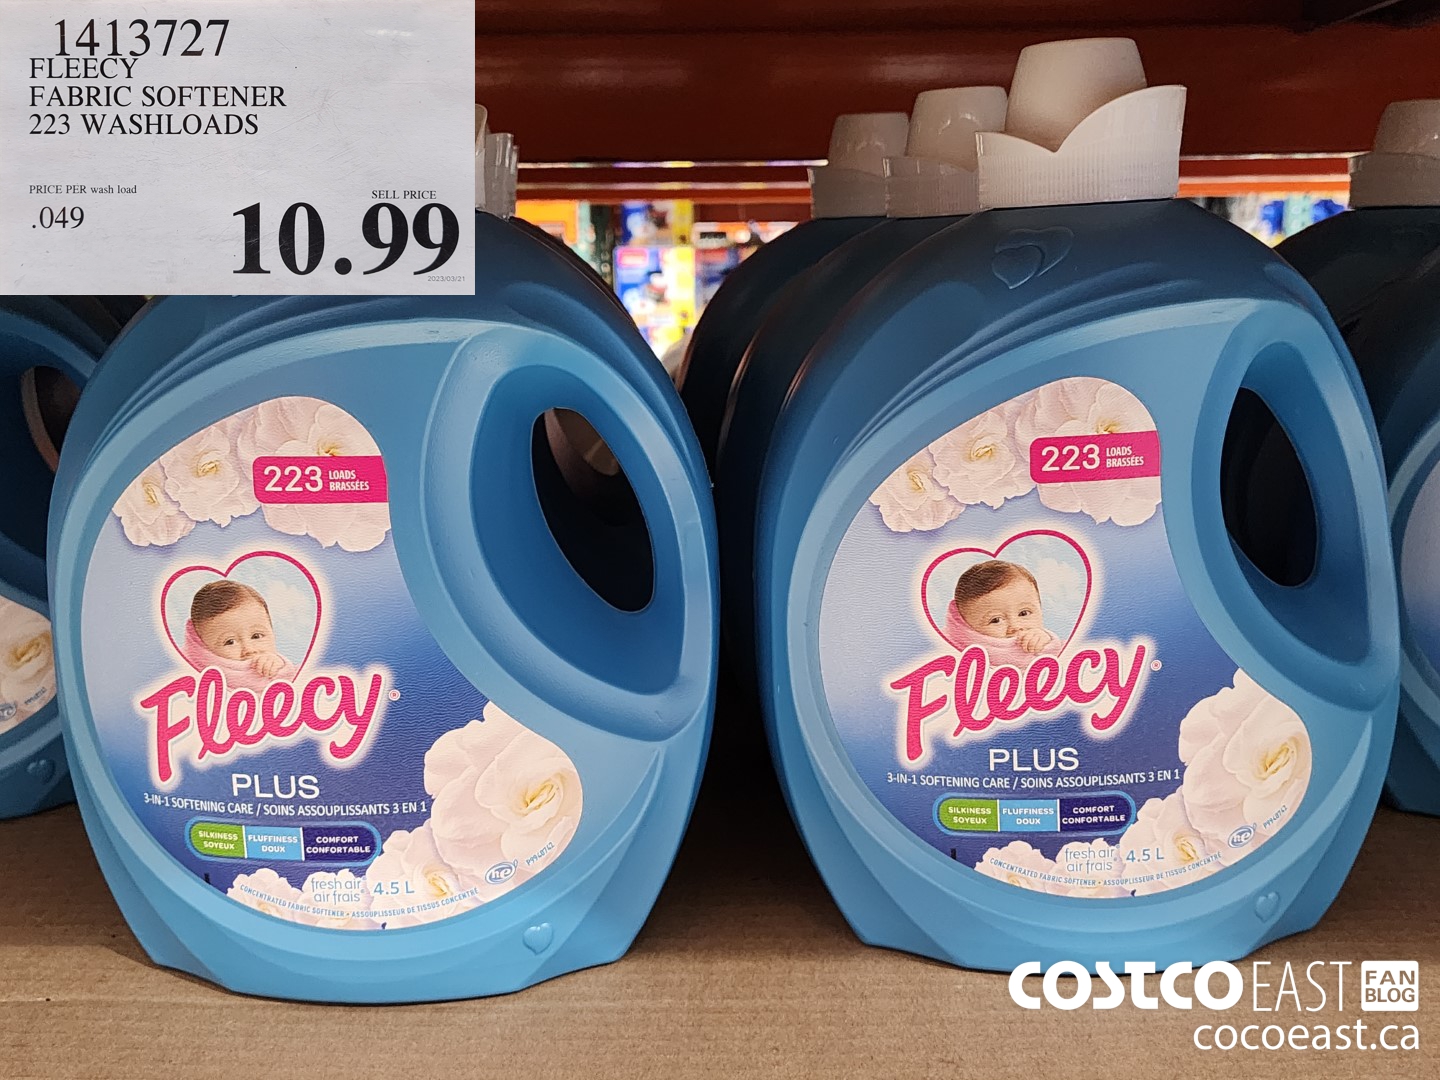 1413727
FLEECY
FABRIC SOFTENER
223 WASHLOADS
PRICE PER wash load
.049
SELL PRICE
10.99
2023/03/21
223 LOADS
BRASSÉES
Fleecy®
PLUS
3-IN-1 SOFTENING CARE / SOINS ASSOUPLISSANTS 3 EN 1
SILKINESS
SOYEUX
FLUFFINESS
DOUX
COMFORT
CONFORTABLE
fresh air
air frais
4.5 L
CONCENTRATED FABRIC SOFTENER • ASSOUPLISSEUR DE TISSUS CONCENTRÉ
he
P9948742
223 LOADS
BRASSÉES
Fleecy®
PLUS
3-IN-1 SOFTENING CARE / SOINS ASSOUPLISSANTS 3 EN 1
SILKINESS
SOYEUX
FLUFFINESS
DOUX
COMFORT
CONFORTABLE
fresh air
air frais
4.5 L
CONCENTRATED FABRIC SOFTENER • ASSOUPLISSEUR DE TISSUS CONCENTRÉ
he
P9948742
COSTCO EAST FAN BLOG
cocoeast.ca